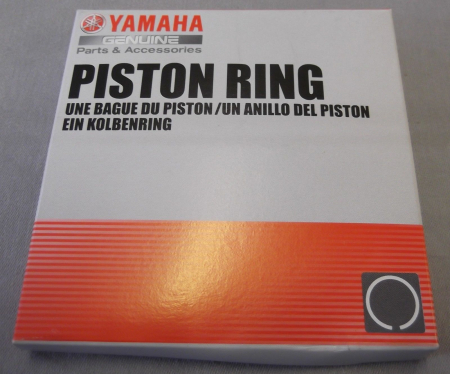 YAMAHA
GENUINE
Parts & Accessories
PISTON RING
UNE BAGUE DU PISTON/UN ANILLO DEL PISTON
EIN KOLBENRING